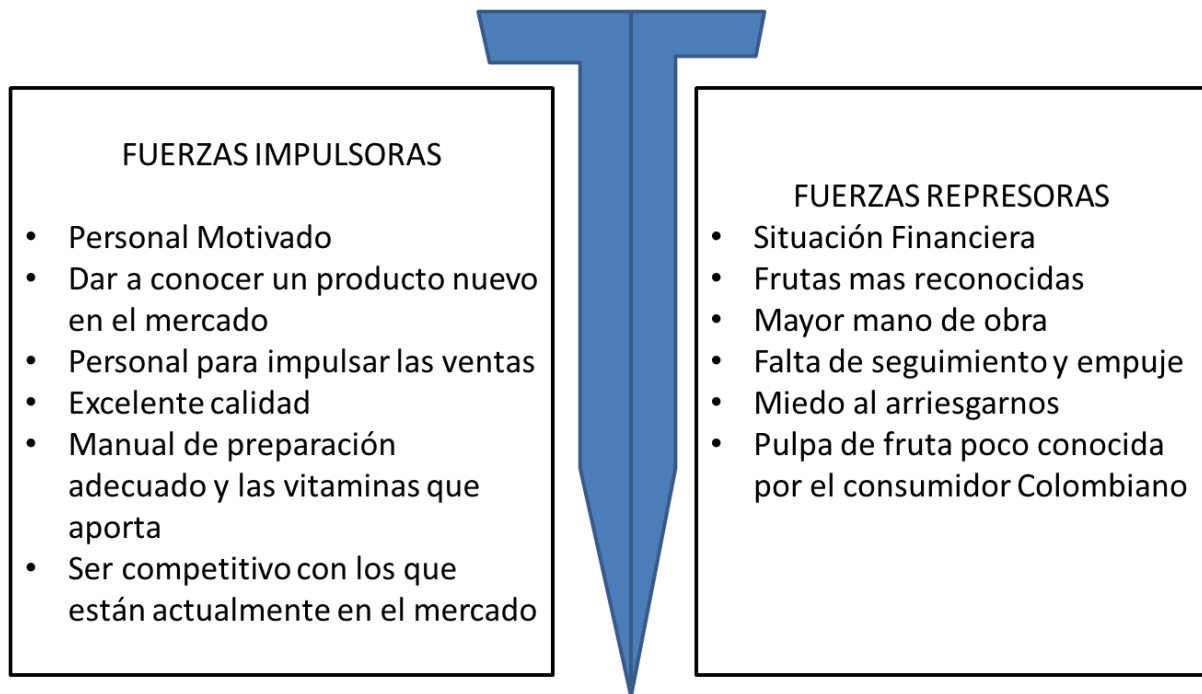 FUERZAS IMPULSORAS
• Personal Motivado
• Dar a conocer un producto nuevo
en el mercado
• Personal para impulsar las ventas
• Excelente calidad
• Manual de preparación
adecuado y las vitaminas que
aporta
• Ser competitivo con los que
están actualmente en el mercado
FUERZAS REPRESORAS
• Situación Financiera
• Frutas mas reconocidas
• Mayor mano de obra
• Falta de seguimiento y empuje
• Miedo al arriesgarnos
• Pulpa de fruta poco conocida
por el consumidor Colombiano